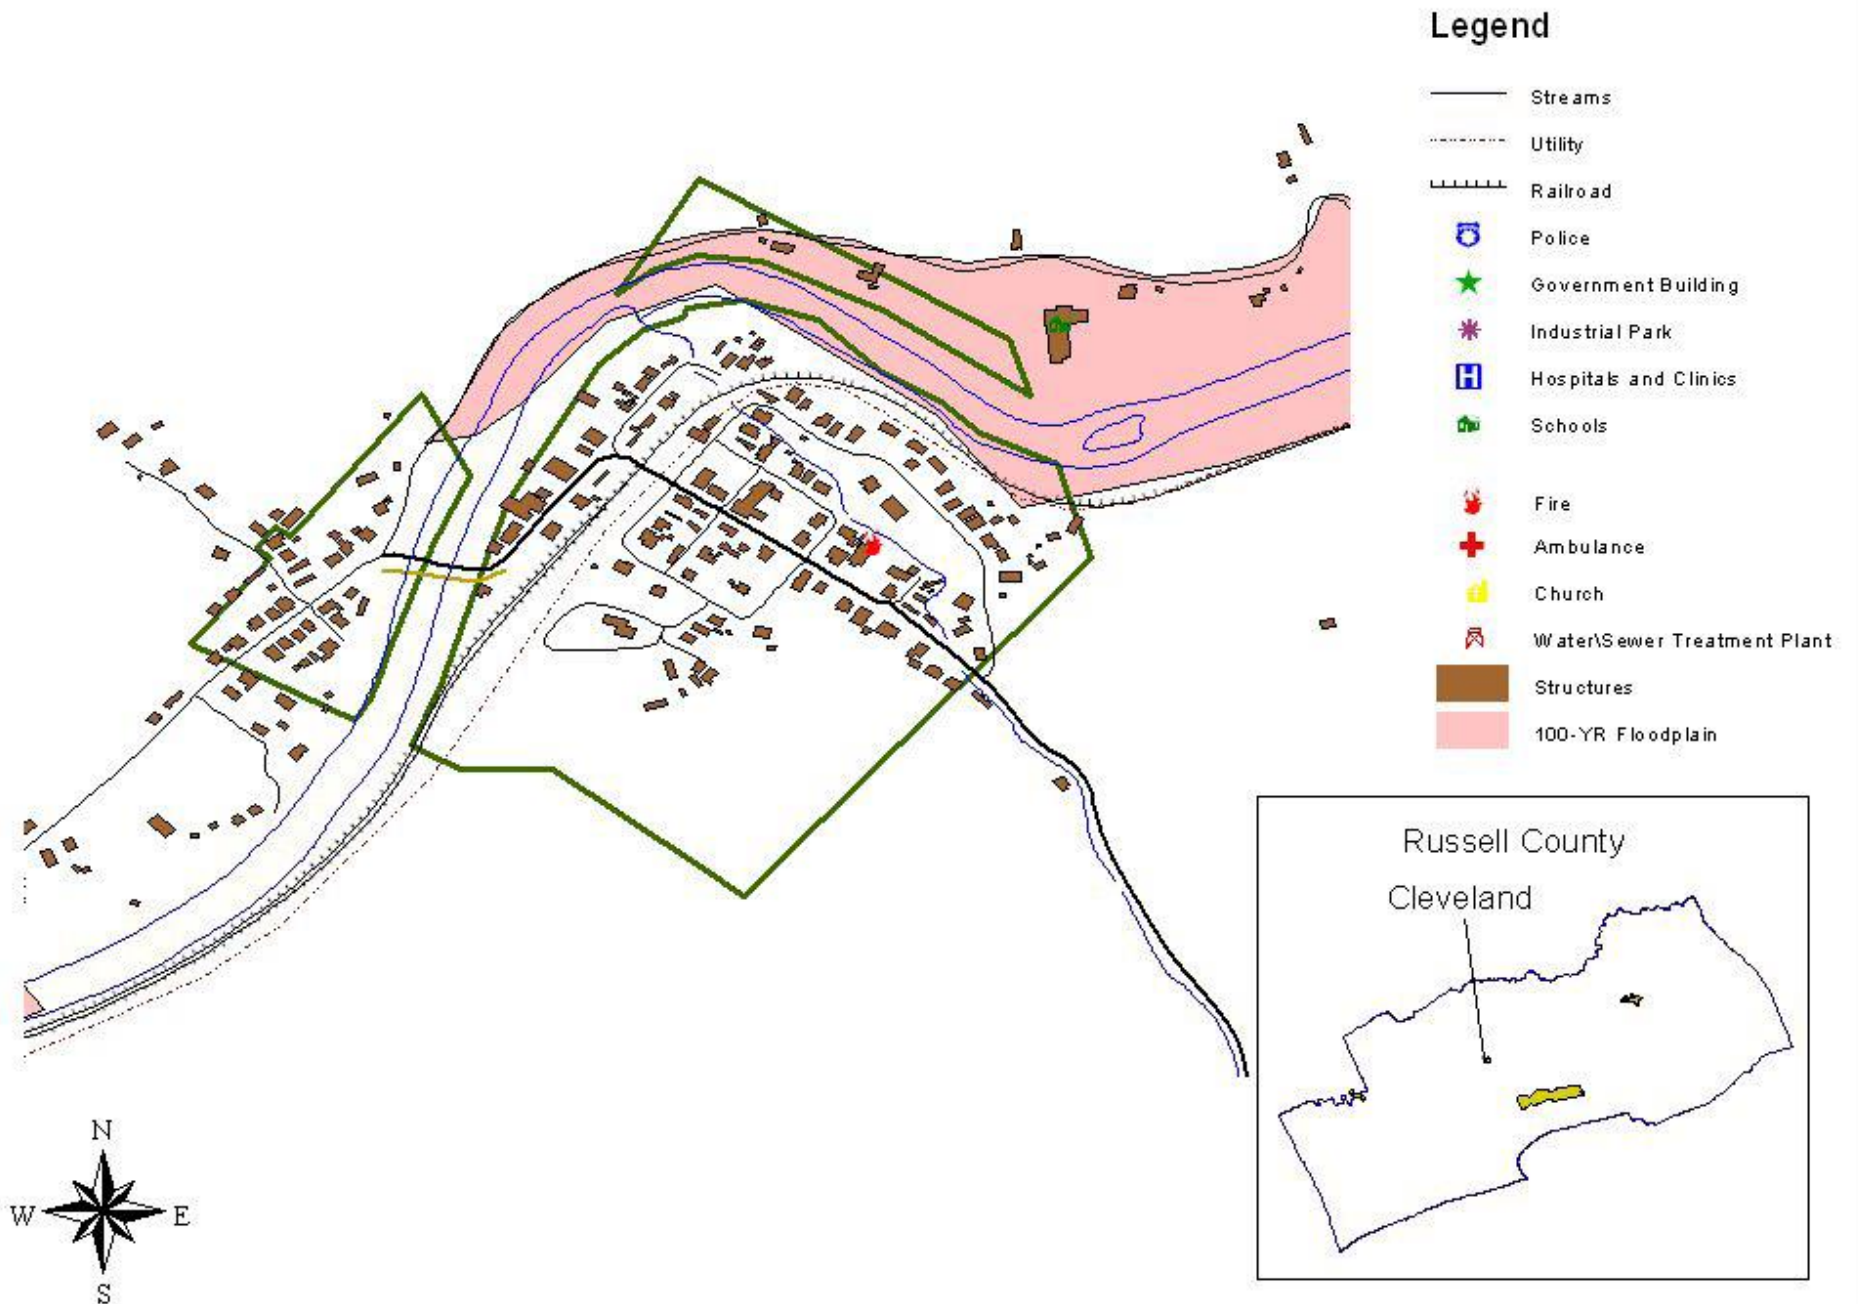 Legend
Streams
Utility
Railroad
Police
Government Building
Industrial Park
H
Hospitals and Clinics
Schools
Fire
Ambulance
Church
Water\Sewer Treatment Plant
Structures
100-YR Floodplain
Russell County
Cleveland
N
W
E
S